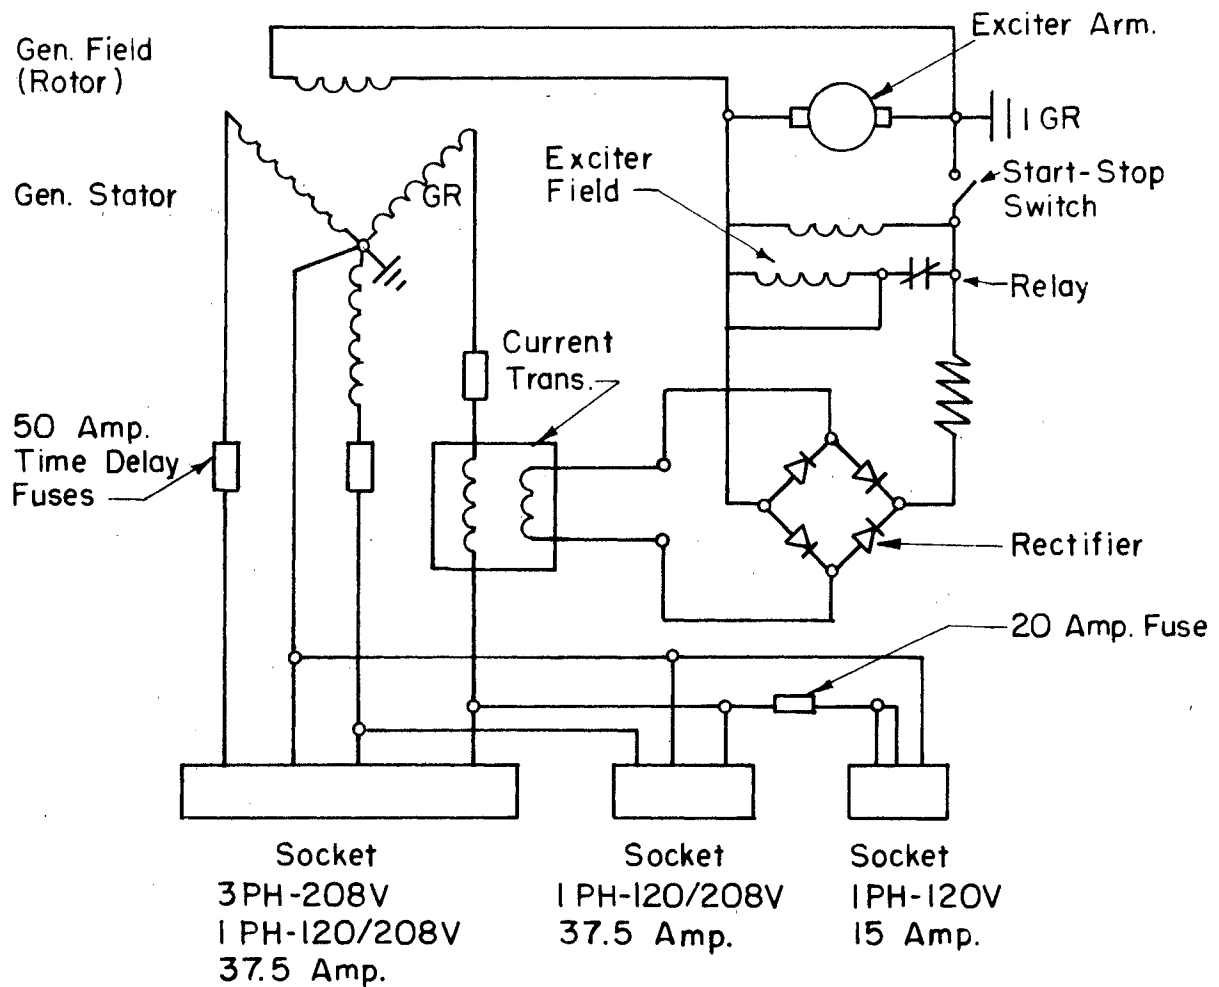 Gen. Field
(Rotor)
Exciter Arm.
1 GR
Gen. Stator
GR
Exciter
Field
Start-Stop
Switch
Relay
Current
Trans.
50 Amp.
Time Delay
Fuses
Rectifier
20 Amp. Fuse
Socket
3PH-208V
1 PH-120/208V
37.5 Amp.
Socket
1 PH-120/208V
37.5 Amp.
Socket
1PH-120V
15 Amp.